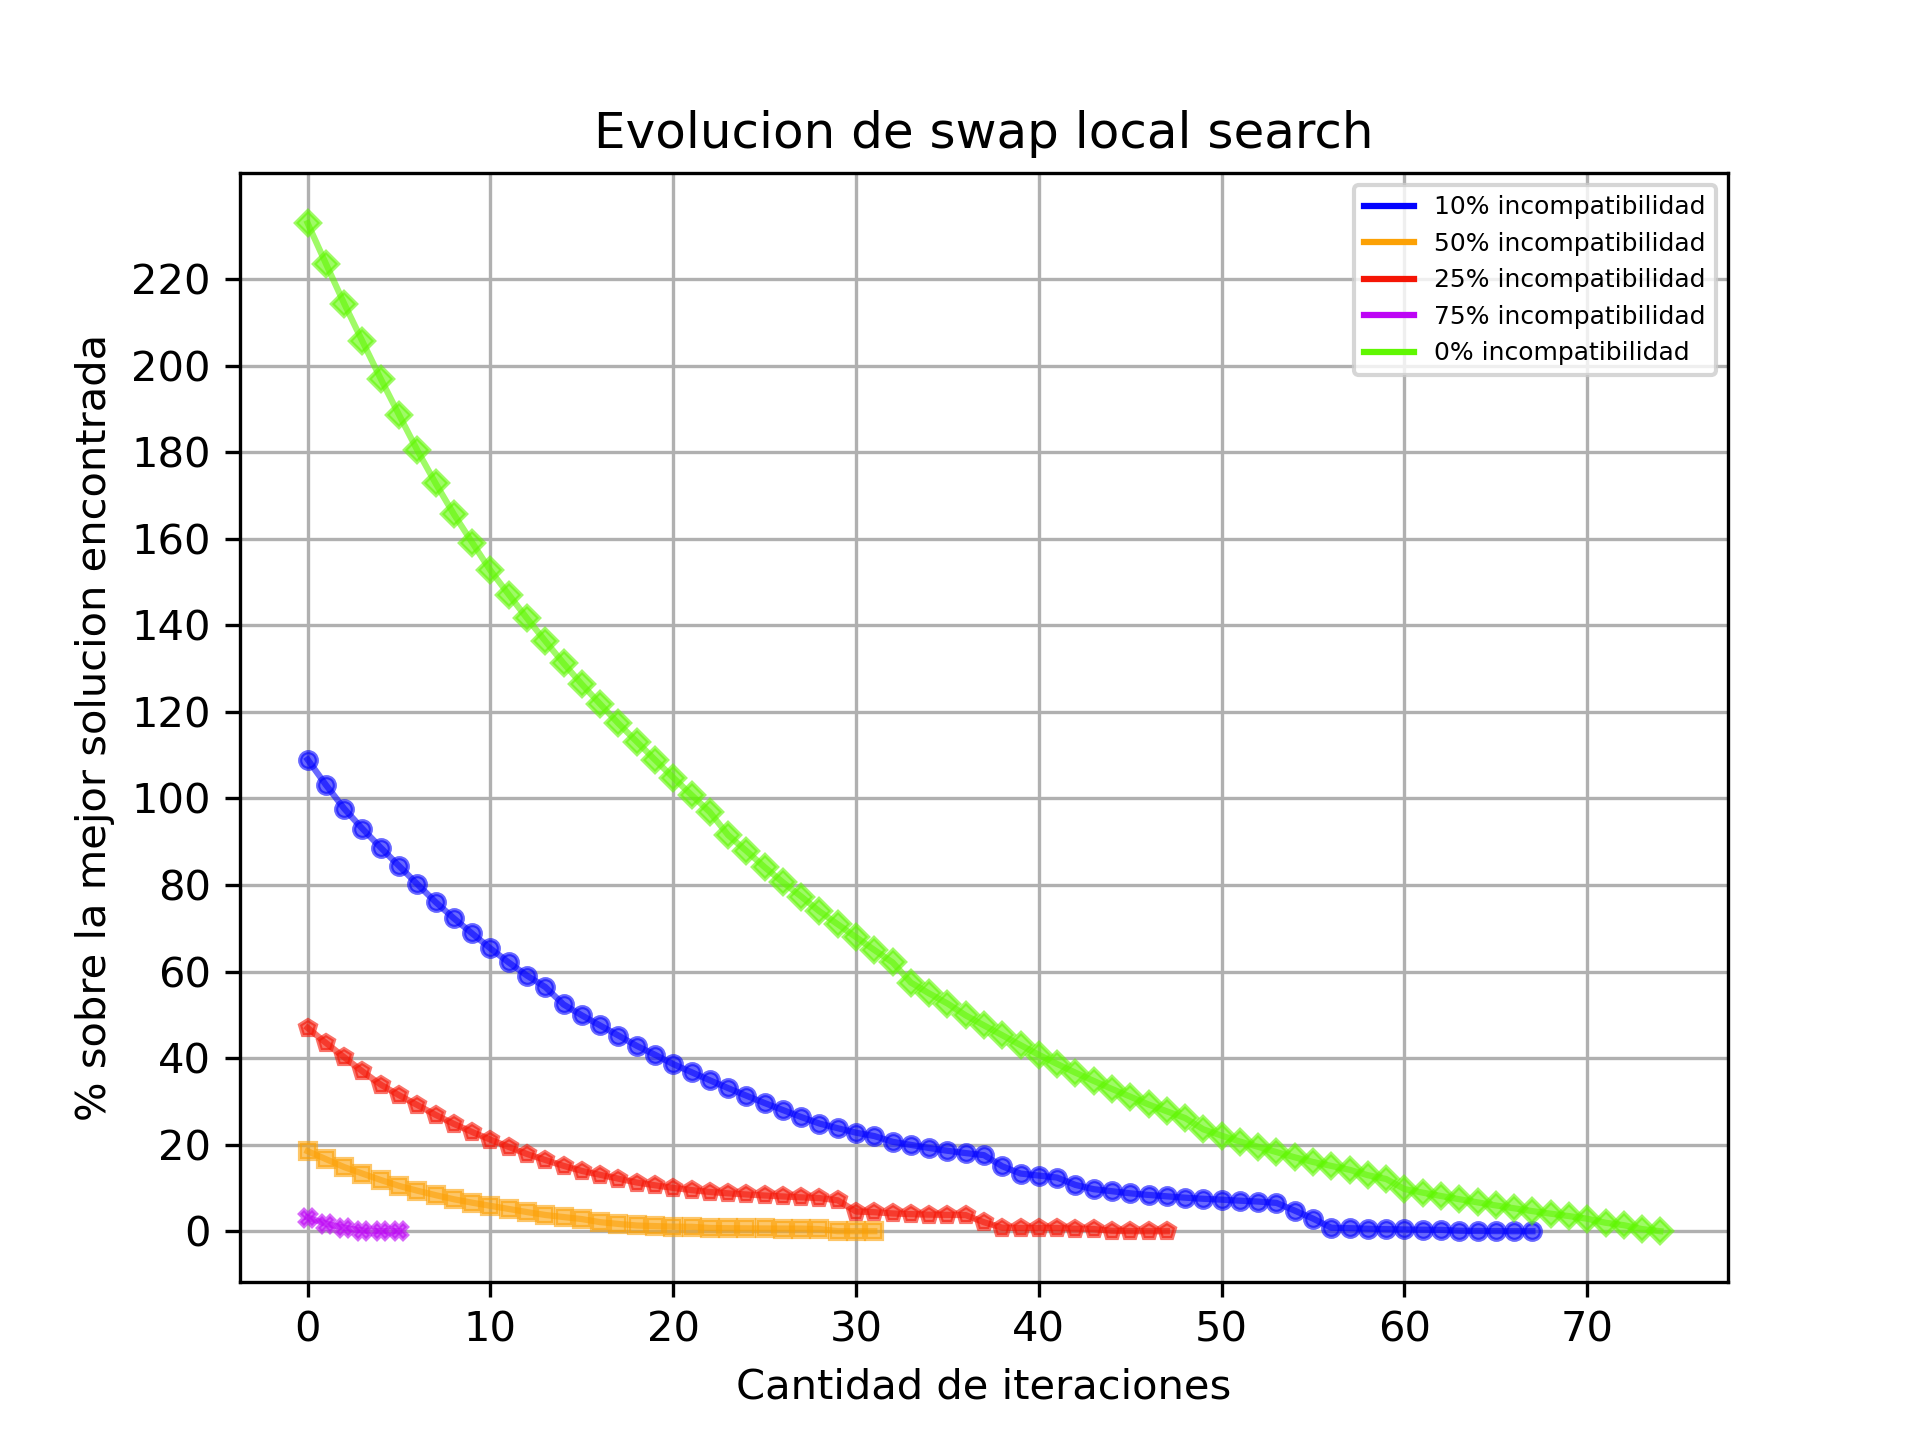 Evolucion de swap local search
10% incompatibilidad
50% incompatibilidad
25% incompatibilidad
75% incompatibilidad
0% incompatibilidad
% sobre la mejor solucion encontrada
220
200
180
160
140
120
100
80
60
40
20
0
0 10 20 30 40 50 60 70
Cantidad de iteraciones